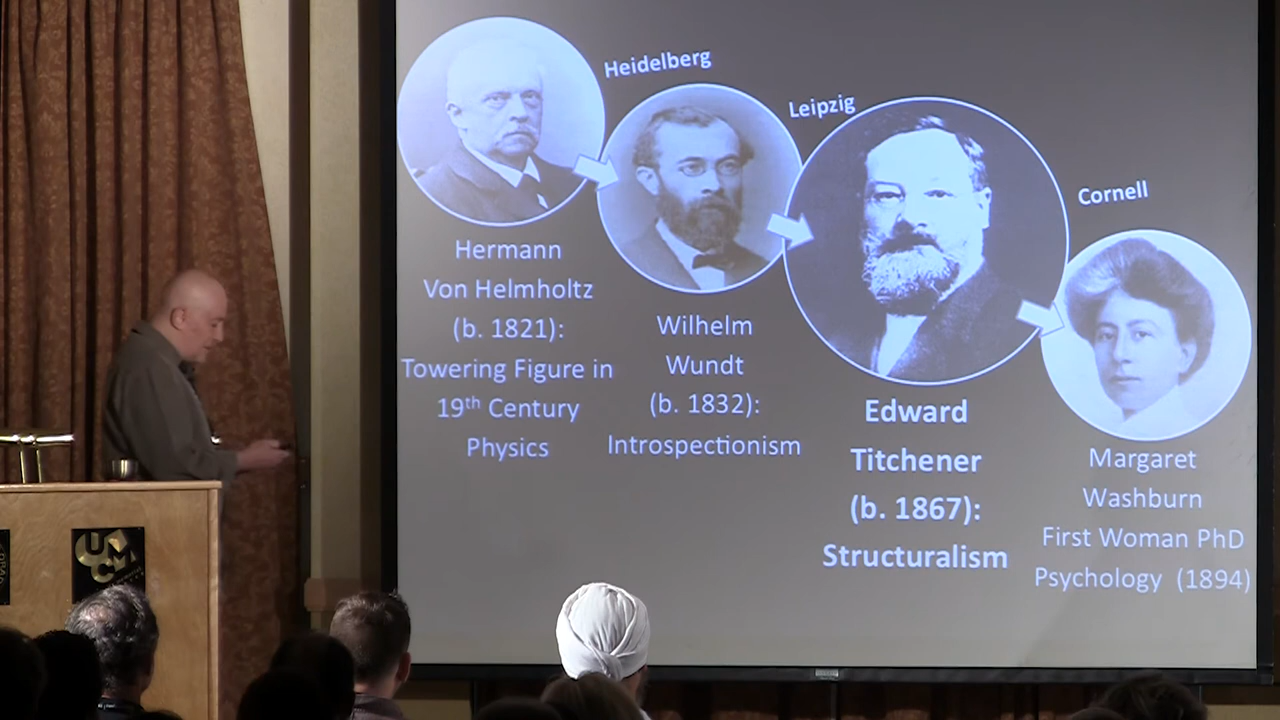 Heidelberg
Leipzig
Cornell
Hermann
Von Helmholtz
(b. 1821):
Towering Figure in
19th Century
Physics
Wilhelm
Wundt
(b. 1832):
Introspectionism
Edward
Titchener
(b. 1867):
Structuralism
Margaret
Washburn
First Woman PhD
Psychology (1894)
UMC